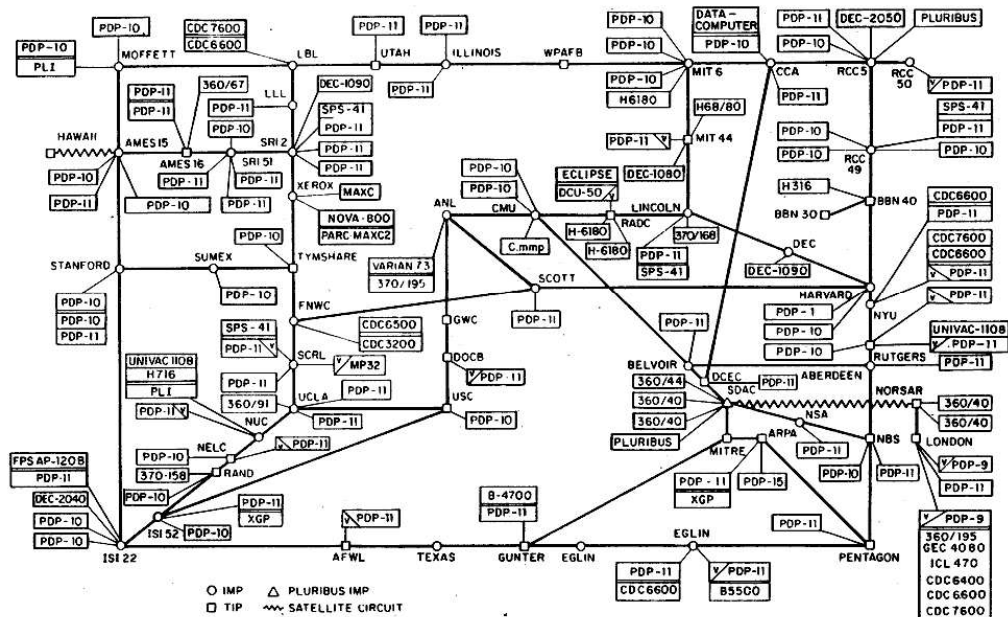 PDP-10
PDP-10
PLI
MOFFETT
CDC7600
CDC6600
LBL
PDP-11
UTAH
PDP-11
ILLINOIS
PDP-11
WPAFB
PDP-10
PDP-10
PDP-10
H6180
MIT 6
DATA-
COMPUTER
PDP-10
CCA
PDP-11
PDP-11
DEC-2050
PLURIBUS
PDP-10
RCC 5
RCC
50
PDP-11
LLL
360/67
PDP-11
PDP-11
PDP-11
PDP-10
DEC-1090
SPS-41
PDP-11
PDP-11
PDP-11
HAWAII
AMES15
AMES 16
SRI 51
SRI 2
PDP-10
PDP-11
PDP-10
PDP-11
PDP-11
XEROX
MAXC
NOVA-800
PARC-MAXC2
H68/80
PDP-11
MIT 44
DEC-1080
SPS-41
PDP-11
PDP-10
PDP-10
PDP-10
RCC
49
H316
BBN 40
BBN 30
ECLIPSE
DCU-50
PDP-11
PDP-10
ANL
CMU
C.mmp
H-6180
H-6180
RADC
LINCOLN
370/168
PDP-11
SPS-41
DEC
DEC-1090
CDC6600
PDP-11
CDC7600
CDC6600
PDP-11
PDP-11
PDP-10
STANFORD
SUMEX
TYMSHARE
PDP-10
PDP-10
PDP-10
PDP-11
VARIAN 73
370/195
SCOTT
PDP-11
HARVARD
PDP-1
PDP-10
PDP-10
NYU
UNIVAC-1108
PDP-11
PDP-11
RUTGERS
FNWC
CDC6500
CDC3200
SPS-41
PDP-11
SCRL
MP32
PDP-11
GWC
DOCB
PDP-11
PDP-11
BELVOIR
DCEC
PDP-11
ABERDEEN
UNIVAC 1108
H716
PLI
PDP-11
360/91
UCLA
PDP-11
PDP-11
USC
PDP-10
360/44
360/40
360/40
PLURIBUS
SDAC
NORSAR
360/40
360/40
NUC
NELC
PDP-11
PDP-10
370-158
RAND
PDP-10
NSA
PDP-11
MITRE
ARPA
PDP-11
XGP
PDP-15
NBS
PDP-10
PDP-11
LONDON
PDP-9
PDP-11
FPS AP-120B
PDP-11
DEC-2040
PDP-10
PDP-10
ISI 22
ISI 52
PDP-11
XGP
PDP-10
PDP-11
AFWL
TEXAS
B-4700
PDP-11
GUNTER
EGLIN
EGLIN
PDP-11
CDC6600
PDP-11
B5500
PDP-11
PENTAGON
PDP-9
360/195
GEC 4080
ICL 470
CDC6400
CDC6600
CDC7600
IMP
PLURIBUS IMP
TIP
SATELLITE CIRCUIT